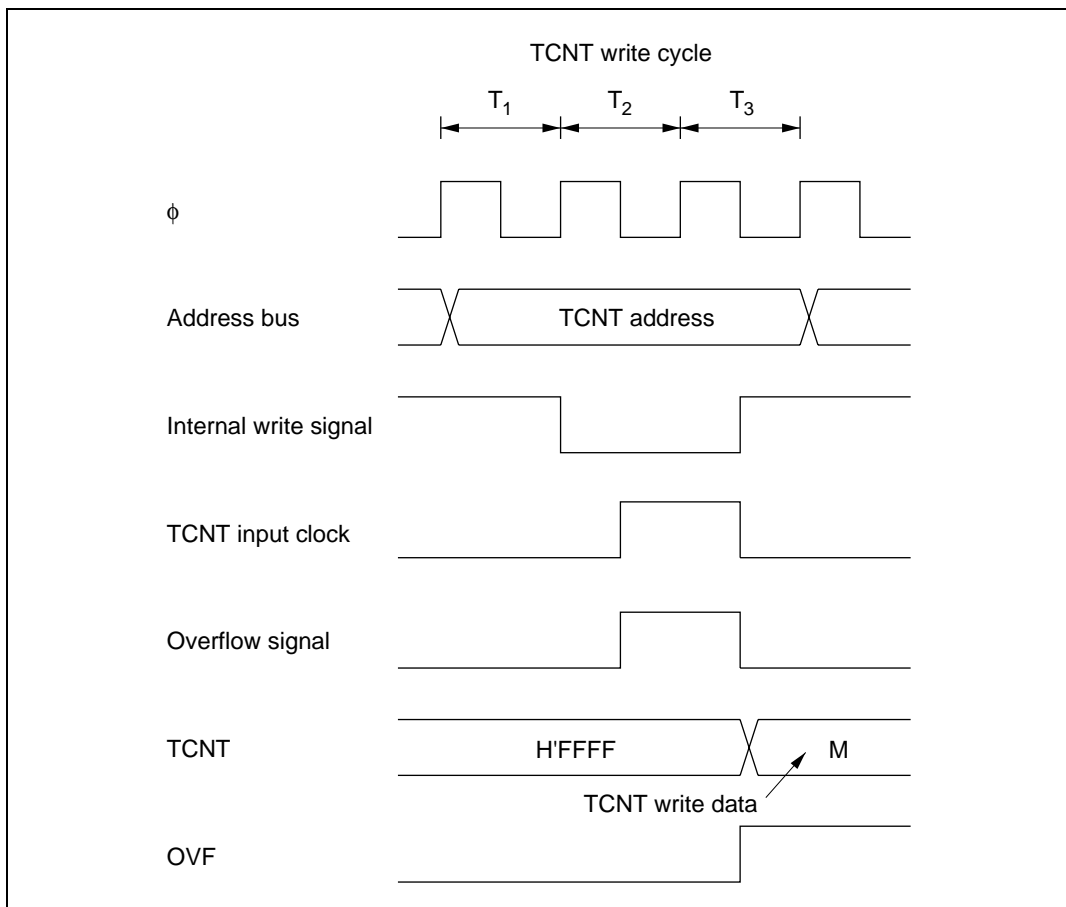 TCNT write cycle
T1 T2 T3
φ
Address bus TCNT address
Internal write signal
TCNT input clock
Overflow signal
TCNT H'FFFF M
TCNT write data
OVF